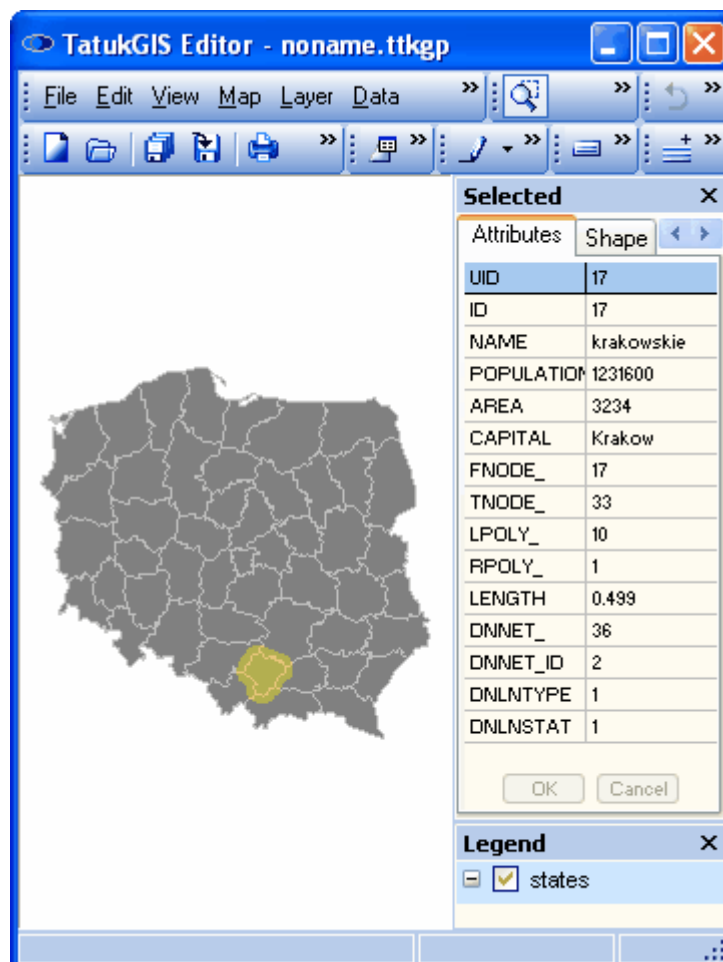 TatukGIS Editor - noname.ttkgp
File Edit View Map Layer Data
Selected
Attributes Shape
UID 17
ID 17
NAME krakowskie
POPULATION 1231600
AREA 3234
CAPITAL Krakow
FNODE_ 17
TNODE_ 33
LPOLY_ 10
RPOLY_ 1
LENGTH 0.499
DNNET_ 36
DNNET_ID 2
DNLNTYPE 1
DNLNSTAT 1
OK Cancel
Legend
states